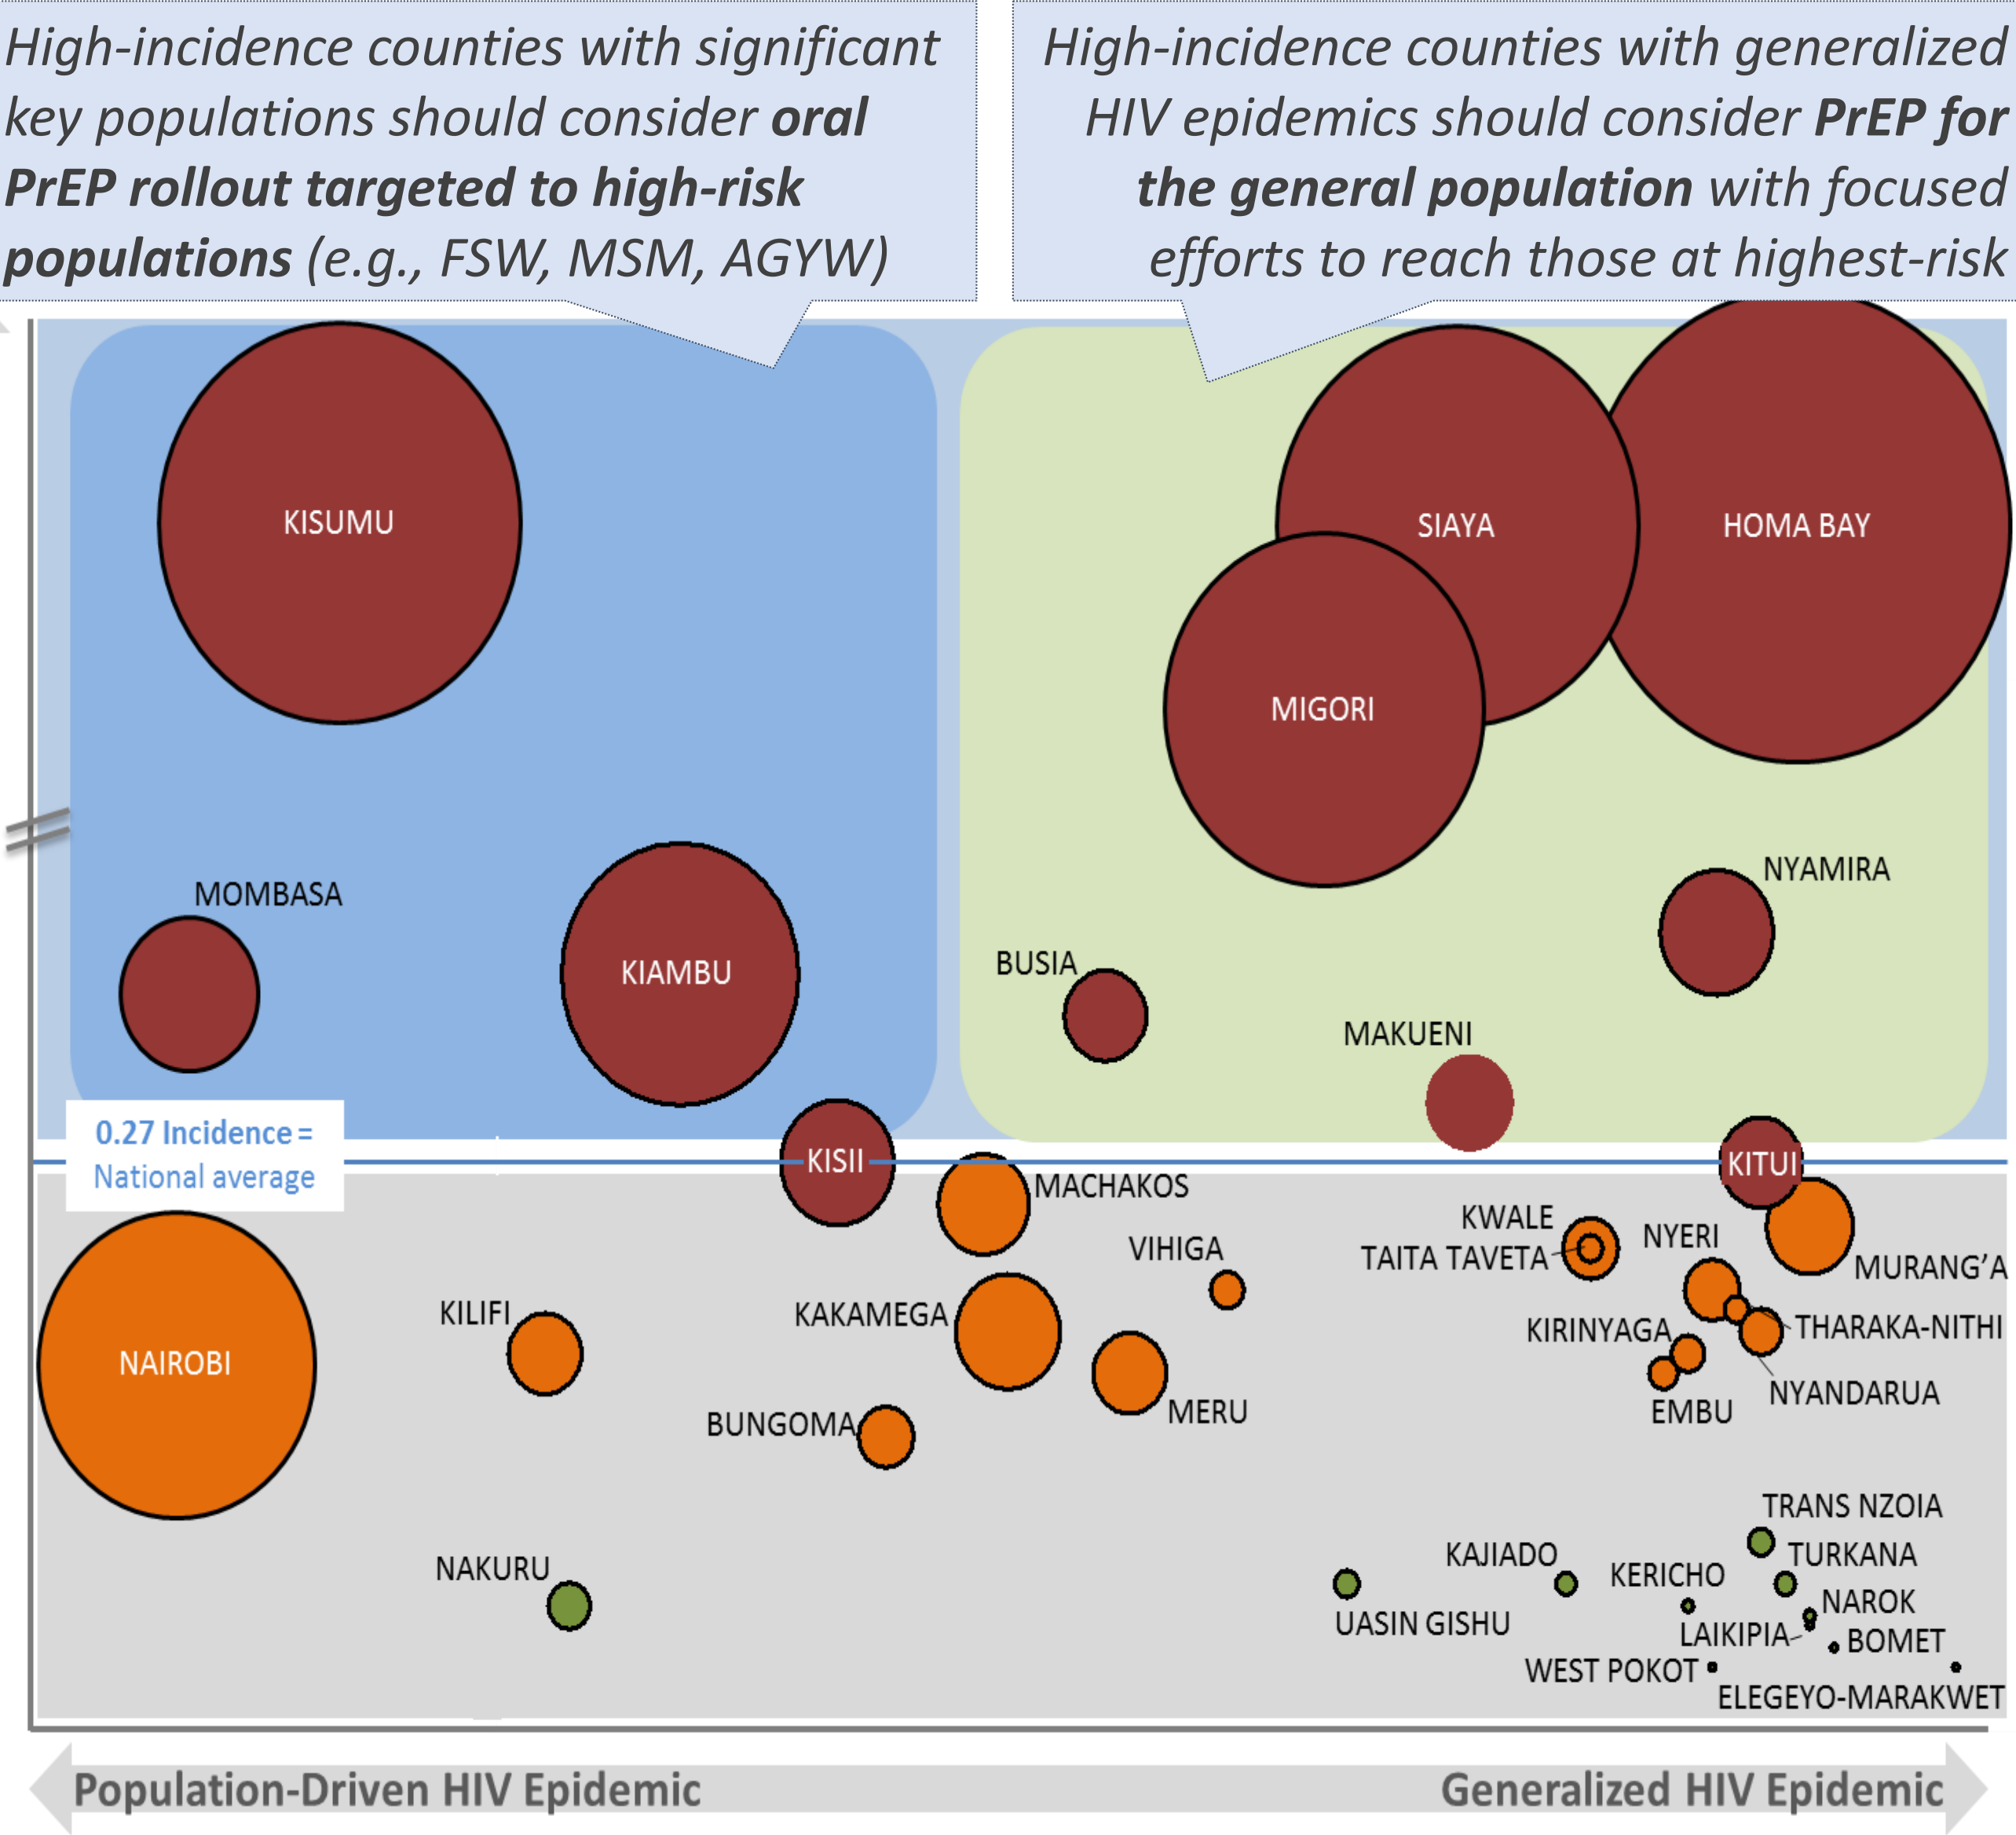 High-incidence counties with significant
key populations should consider oral
PrEP rollout targeted to high-risk
populations (e.g., FSW, MSM, AGYW)
High-incidence counties with generalized
HIV epidemics should consider PrEP for
the general population with focused
efforts to reach those at highest-risk
KISUMU
SIAYA
HOMA BAY
MIGORI
MOMBASA
KIAMBU
NYAMIRA
BUSIA
MAKUENI
0.27 Incidence =
National average
KISII
KITUI
MACHAKOS
VIHIGA
KWALE
TAITA TAVETA
NYERI
MURANG’A
NAIROBI
KILIFI
KAKAMEGA
KIRINYAGA
THARAKA-NITHI
BUNGOMA
MERU
EMBU
NYANDARUA
TRANS NZOIA
NAKURU
KAJIADO
TURKANA
KERICHO
UASIN GISHU
NAROK
LAIKIPIA
BOMET
WEST POKOT
ELEGEYO-MARAKWET
Population-Driven HIV Epidemic
Generalized HIV Epidemic